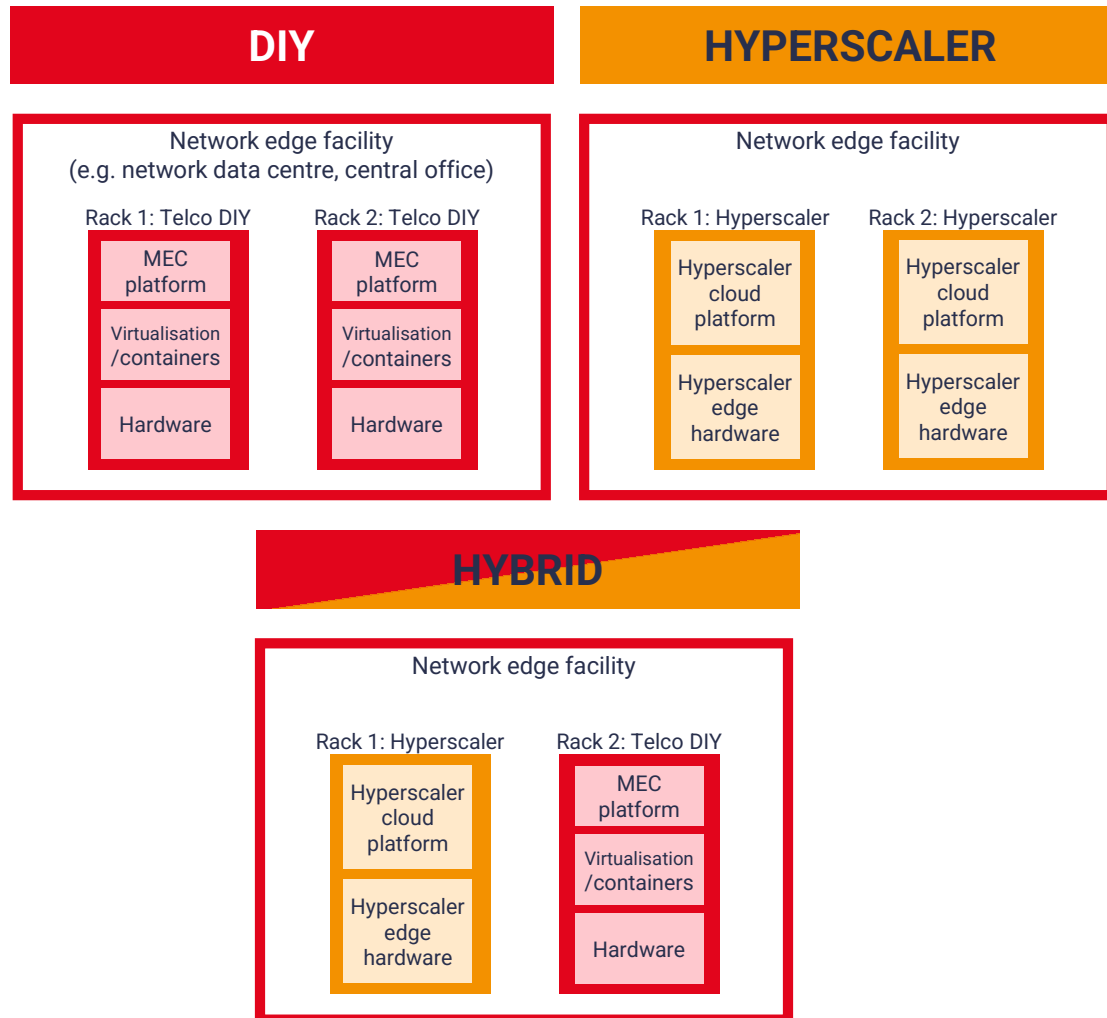 DIY
Network edge facility
(e.g. network data centre, central office)
Rack 1: Telco DIY
MEC
platform
Virtualisation
/containers
Hardware
Rack 2: Telco DIY
MEC
platform
Virtualisation
/containers
Hardware
HYPERSCALER
Network edge facility
Rack 1: Hyperscaler
Hyperscaler
cloud
platform
Hyperscaler
edge
hardware
Rack 2: Hyperscaler
Hyperscaler
cloud
platform
Hyperscaler
edge
hardware
HYBRID
Network edge facility
Rack 1: Hyperscaler
Hyperscaler
cloud
platform
Hyperscaler
edge
hardware
Rack 2: Telco DIY
MEC
platform
Virtualisation
/containers
Hardware